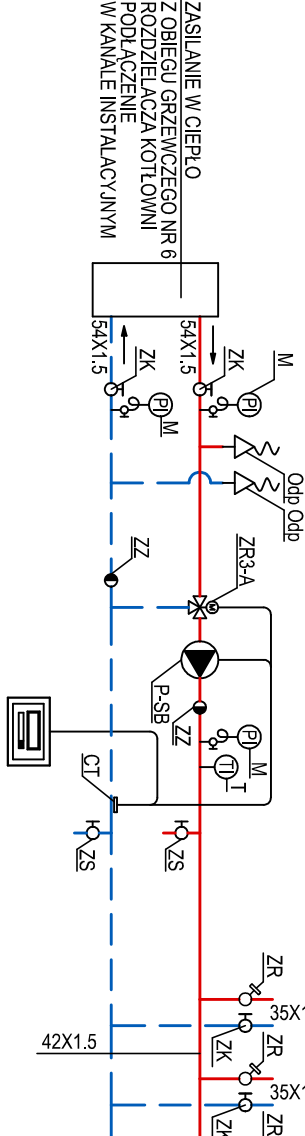 ZASILANIE W CIEPŁO
Z OBIEGU GRZEWCZEGO NR 6
ROZDZIELACZA KOTŁOWNI
PODŁĄCZENIE
W KANALE INSTALACYJNYM
54X1.5
54X1.5
ZK
ZK
M
PI
PI
M
Odp
Odp
ZR3-A
M
ZZ
P-SB
ZZ
PI
M
TI
T
CT
ZS
ZS
ZR
35X1
ZK
ZR
35X1
ZR
42X1.5